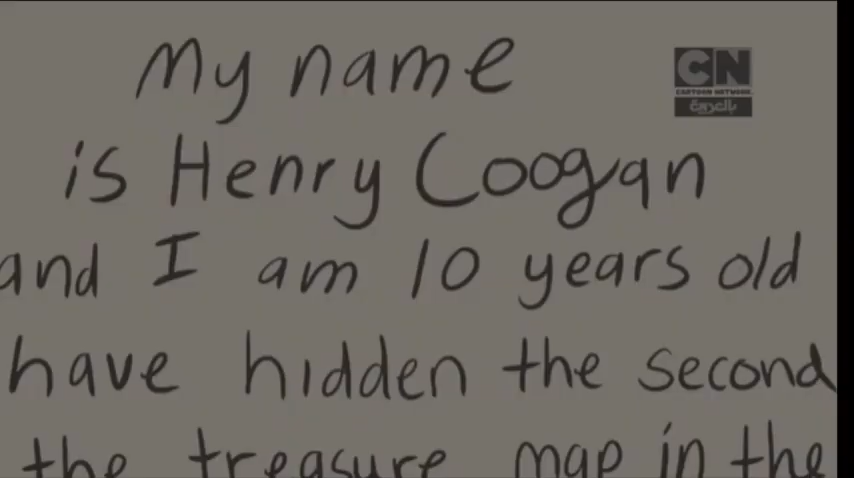 My name
CN
CARTOON NETWORK
بالعربية
is Henry Coogan
and I am 10 years old
have hidden the second
the treasure map in the